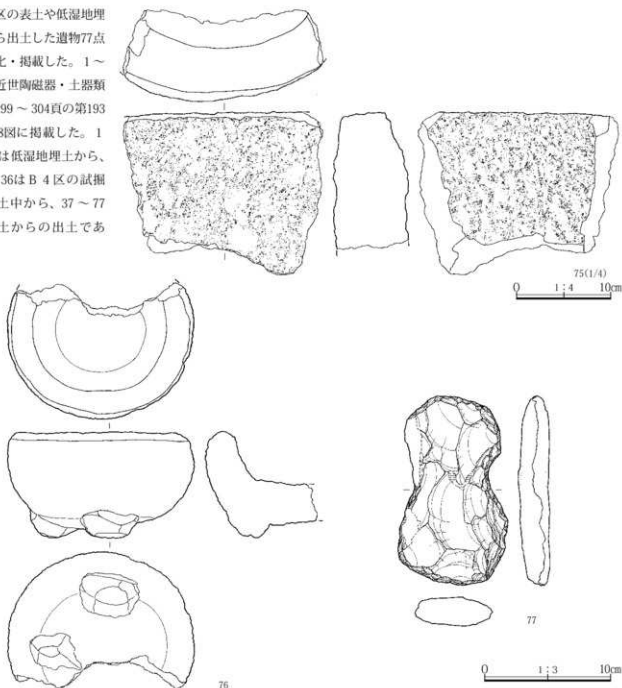 区の表土や低湿地埋
ら出土した遺物77点
化・掲載した。1～
近世陶磁器・土器類
99～304頁の第193
8図に掲載した。1
は低湿地埋土から、
36はB4区の試掘
土中から、37～77
土からの出土であ
75(1/4)
0 1:4 10cm
76
77
0 1:3 10cm